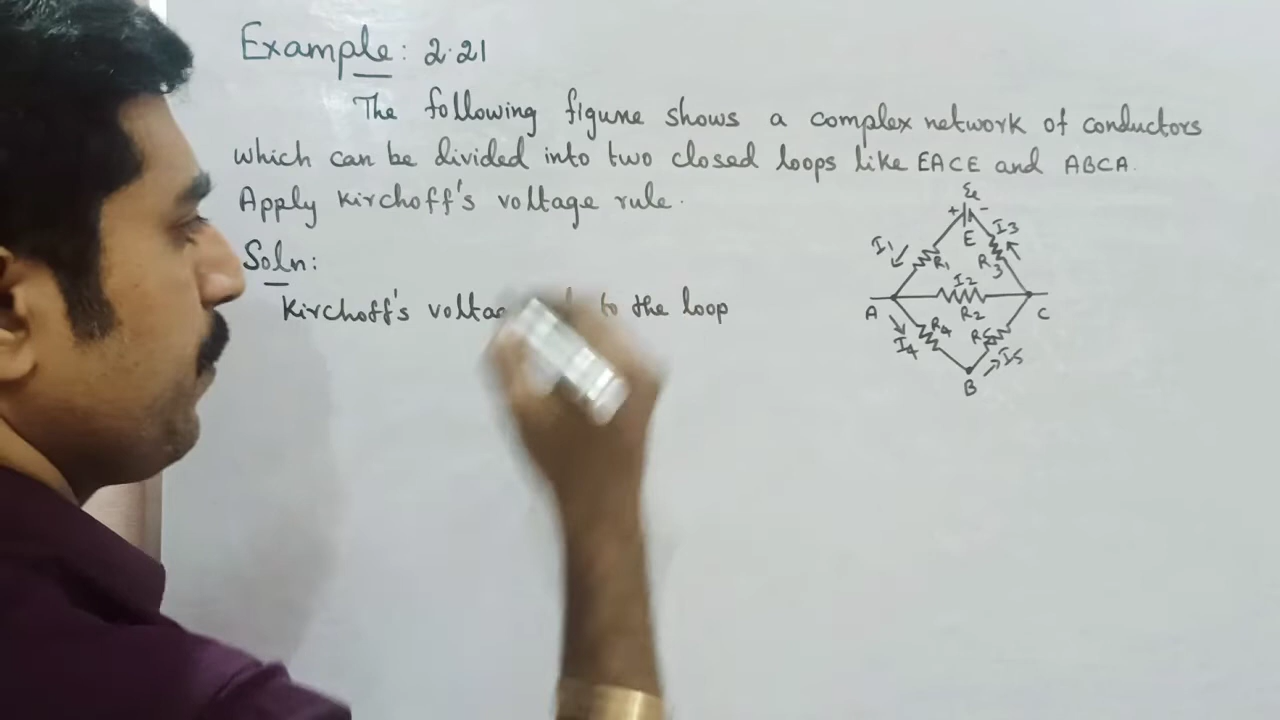 Example: 2.21
The following figure shows a complex network of conductors
which can be divided into two closed loops like EACE and ABCA.
Apply Kirchoff's voltage rule.
Soln:
Kirchoff's to the loop
+ -
E
I1
R1
I3
R3
I2
R2
A
C
R4
I4
R5
I5
B